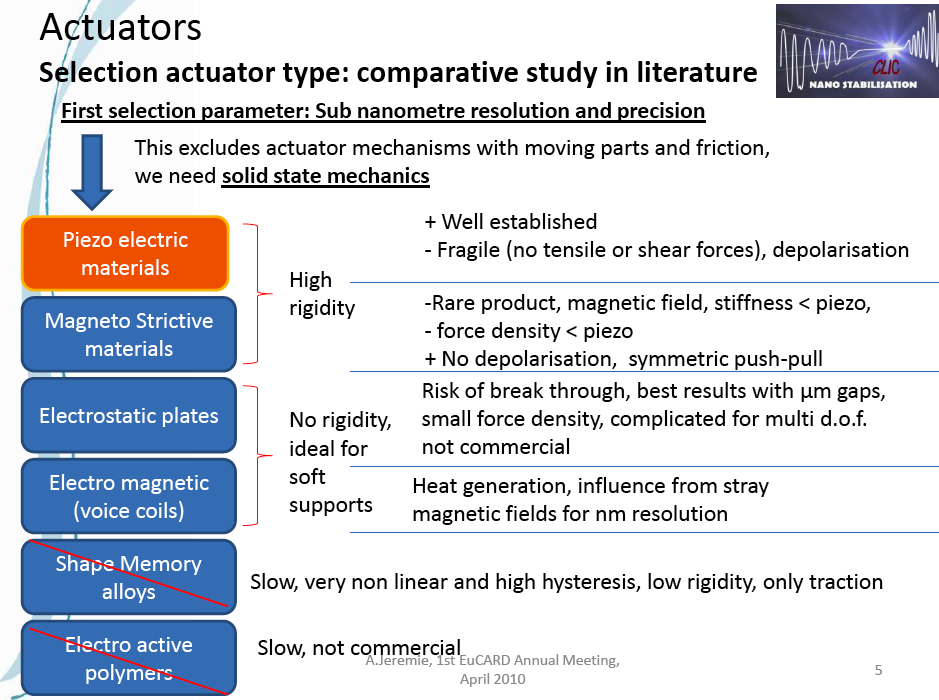 Actuators
Selection actuator type: comparative study in literature
CLIC
NANO STABILISATION
First selection parameter: Sub nanometre resolution and precision
This excludes actuator mechanisms with moving parts and friction,
we need solid state mechanics
Piezo electric
materials
Magneto Strictive
materials
High
rigidity
+ Well established
- Fragile (no tensile or shear forces), depolarisation
-Rare product, magnetic field, stiffness < piezo,
- force density < piezo
+ No depolarisation, symmetric push-pull
Electrostatic plates
Electro magnetic
(voice coils)
No rigidity,
ideal for
soft
supports
Risk of break through, best results with µm gaps,
small force density, complicated for multi d.o.f.
not commercial
Heat generation, influence from stray
magnetic fields for nm resolution
Shape Memory
alloys
Slow, very non linear and high hysteresis, low rigidity, only traction
Electro active
polymers
Slow, not commercial
A.Jeremie, 1st EuCARD Annual Meeting,
April 2010
5